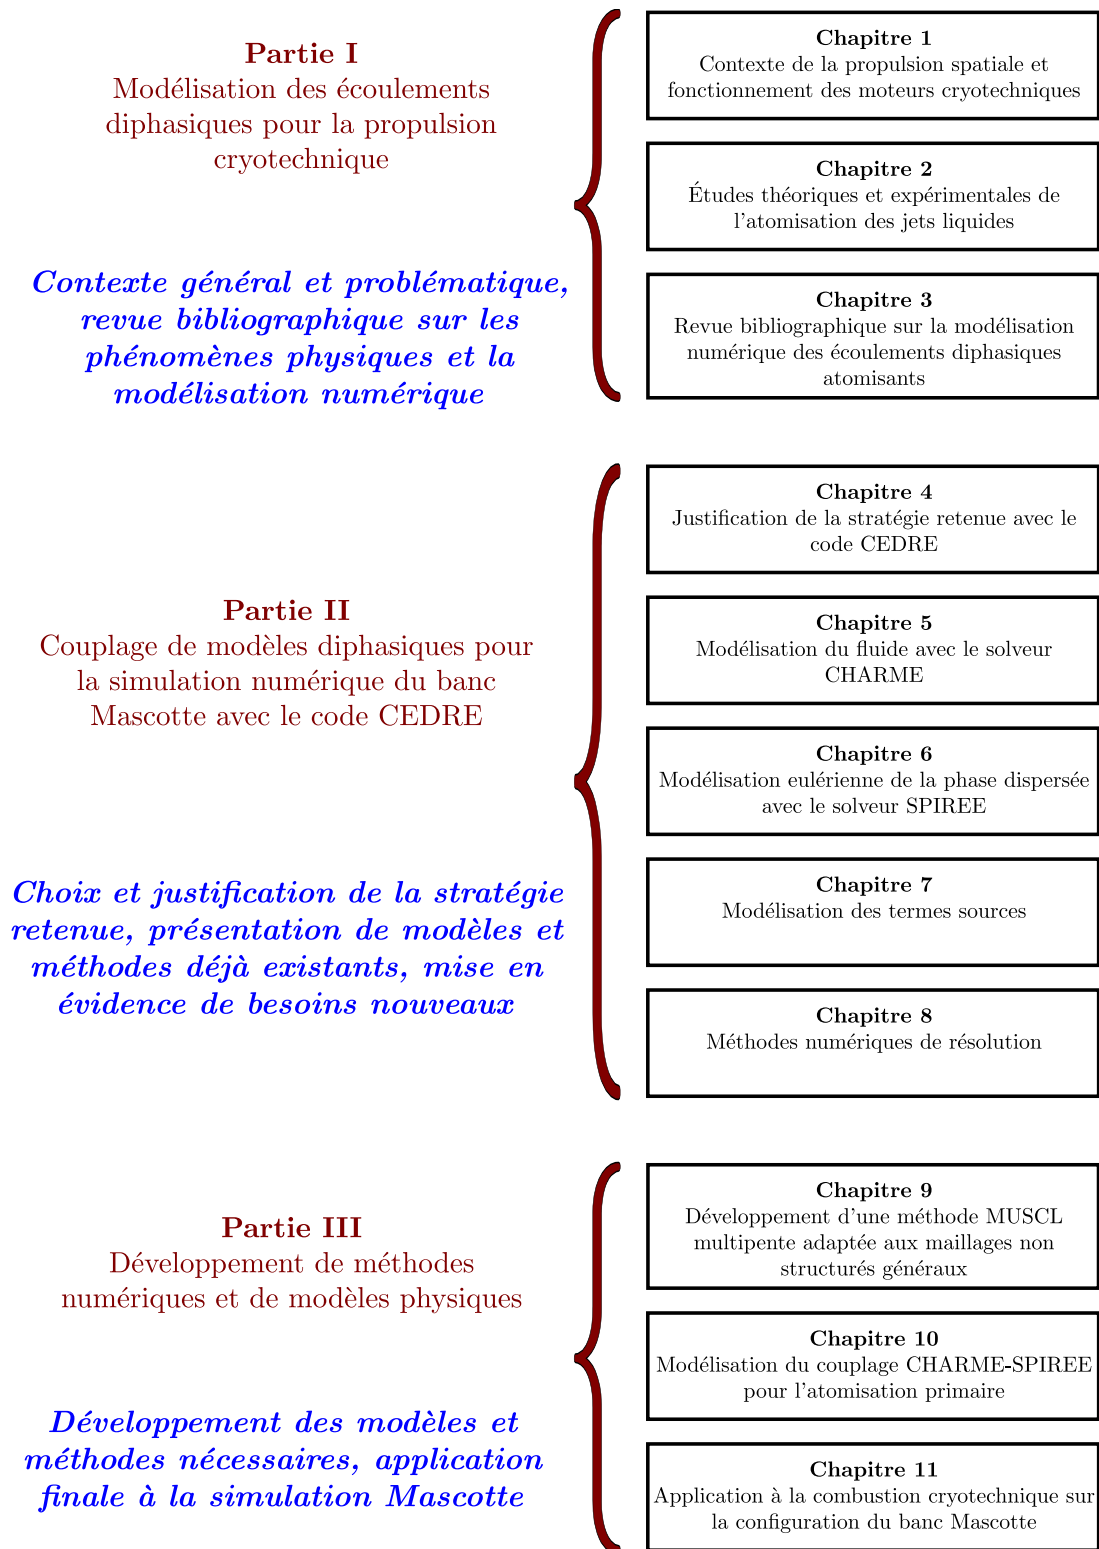 Partie I
Modélisation des écoulements
diphasiques pour la propulsion
cryotechnique
Contexte général et problématique,
revue bibliographique sur les
phénomènes physiques et la
modélisation numérique
Chapitre 1
Contexte de la propulsion spatiale et
fonctionnement des moteurs cryotechniques
Chapitre 2
Études théoriques et expérimentales de
l'atomisation des jets liquides
Chapitre 3
Revue bibliographique sur la modélisation
numérique des écoulements diphasiques
atomisants
Partie II
Couplage de modèles diphasiques pour
la simulation numérique du banc
Mascotte avec le code CEDRE
Choix et justification de la stratégie
retenue, présentation de modèles et
méthodes déjà existants, mise en
évidence de besoins nouveaux
Chapitre 4
Justification de la stratégie retenue avec le
code CEDRE
Chapitre 5
Modélisation du fluide avec le solveur
CHARME
Chapitre 6
Modélisation eulérienne de la phase dispersée
avec le solveur SPIREE
Chapitre 7
Modélisation des termes sources
Chapitre 8
Méthodes numériques de résolution
Partie III
Développement de méthodes
numériques et de modèles physiques
Développement des modèles et
méthodes nécessaires, application
finale à la simulation Mascotte
Chapitre 9
Développement d'une méthode MUSCL
multipente adaptée aux maillages non
structurés généraux
Chapitre 10
Modélisation du couplage CHARME-SPIREE
pour l'atomisation primaire
Chapitre 11
Application à la combustion cryotechnique sur
la configuration du banc Mascotte